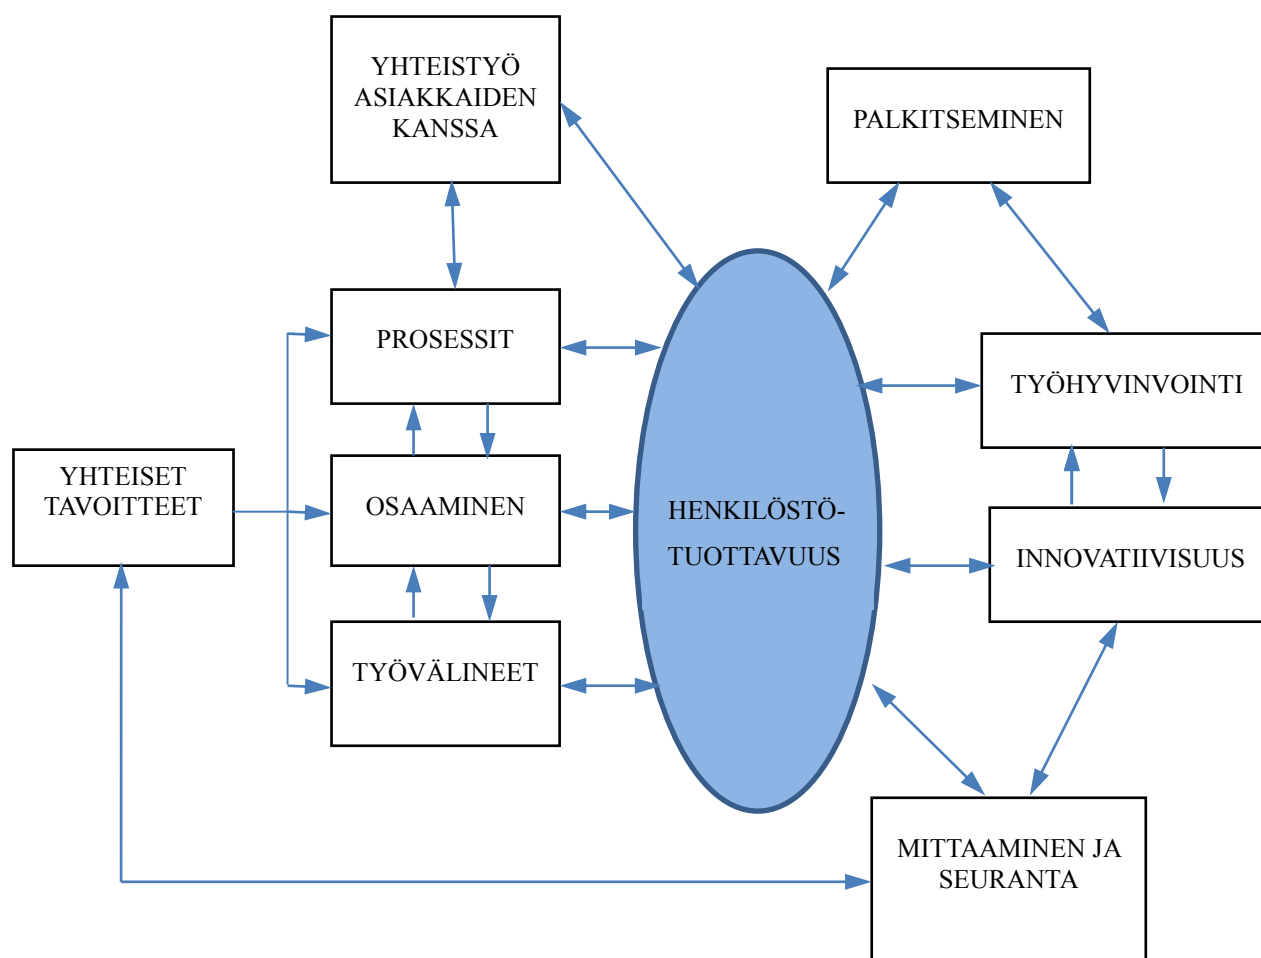 YHTEISTYÖ
ASIAKKAIDEN
KANSSA
PALKITSEMINEN
PROSESSIT
TYÖHYVINVOINTI
YHTEISET
TAVOITTEET
OSAAMINEN
HENKILÖSTÖ-
TUOTTAVUUS
INNOVATIIVISUUS
TYÖVÄLINEET
MITTAAMINEN JA
SEURANTA